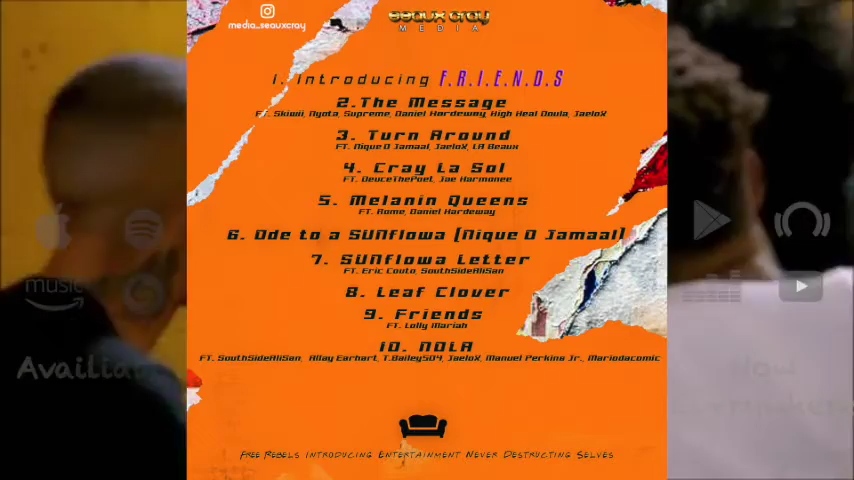 seaux cray
MEDIA
media_seauxcray
1. Introducing F.R.I.E.N.D.S
2.The Message
FT. Skiwii, Nyota, Supreme, Daniel Hardeway, High Heal Doula, JaeloX
3. Turn Around
FT. Nique D Jamaal, JaeloX, LA Beaux
4. Cray La Sol
FT. DeuceThePoet, Jae Harmonee
5. Melanin Queens
FT. Rome, Daniel Hardeway
6. Ode to a SUNflowa (Nique D Jamaal)
7. SUNflowa Letter
FT. Eric Couto, SouthSideAliSan
8. Leaf Clover
9. Friends
FT. Lolly Mariah
10. NOLA
FT. SouthSideAliSan, Allay Earhart, T.Bailey504, JaeloX, Manuel Perkins Jr., Mariodacomic
music
Now
Free Rebels Introducing Entertainment Never Destructing Selves